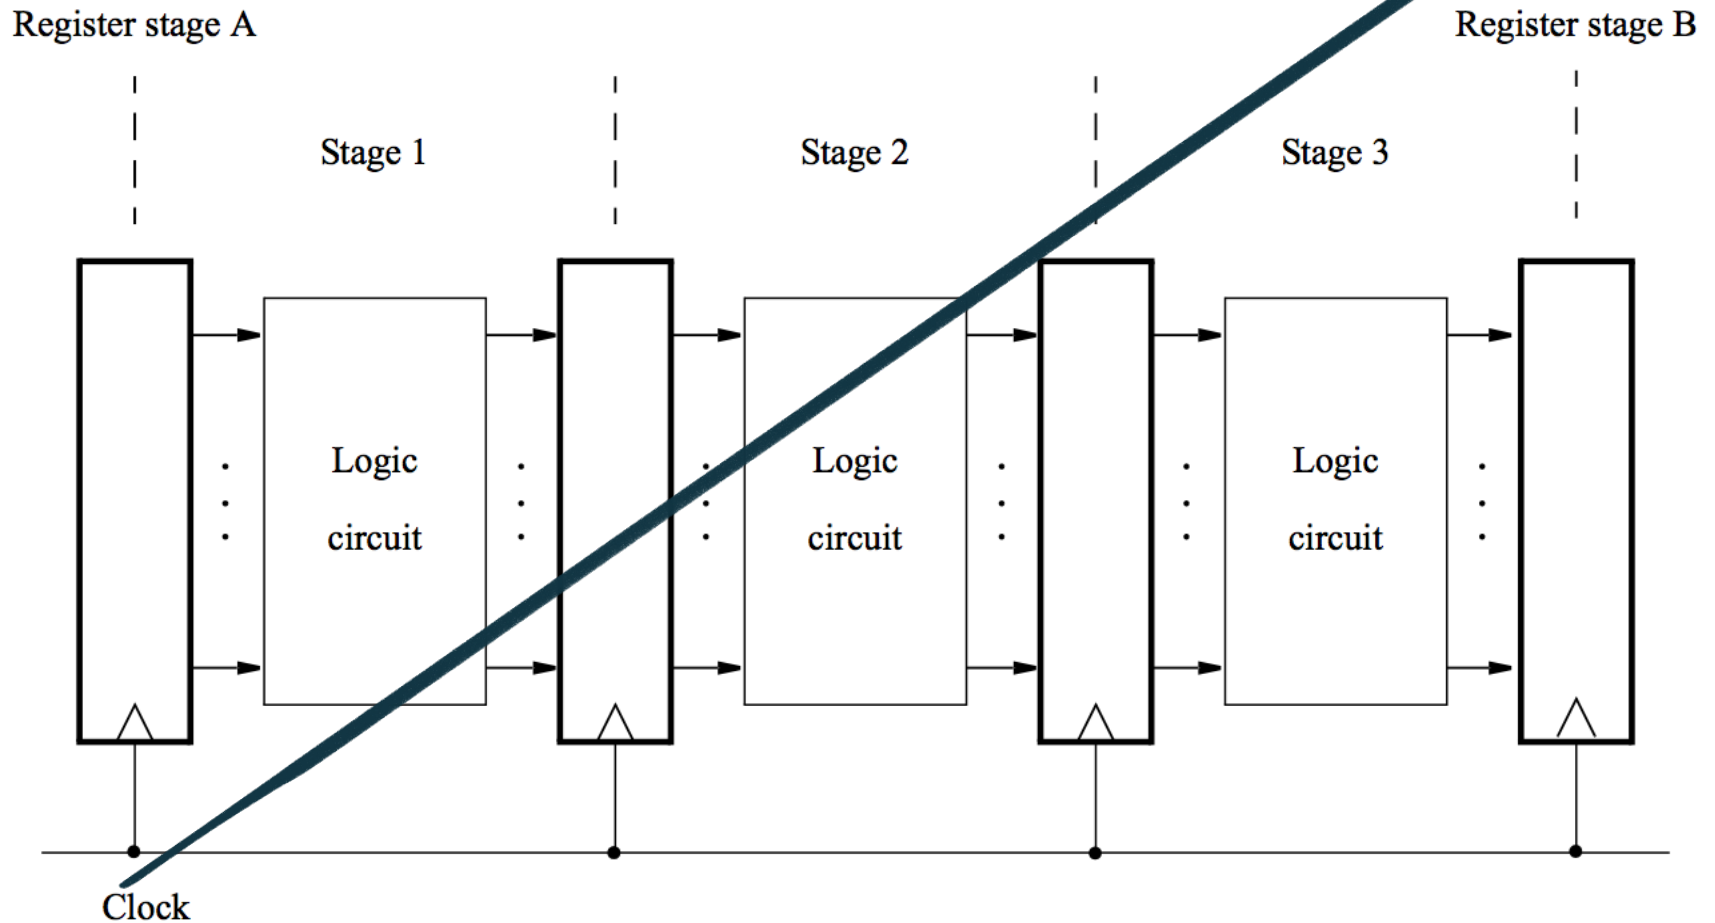 Register stage A
Register stage B
Stage 1
Stage 2
Stage 3
Logic
circuit
Logic
circuit
Logic
circuit
Clock